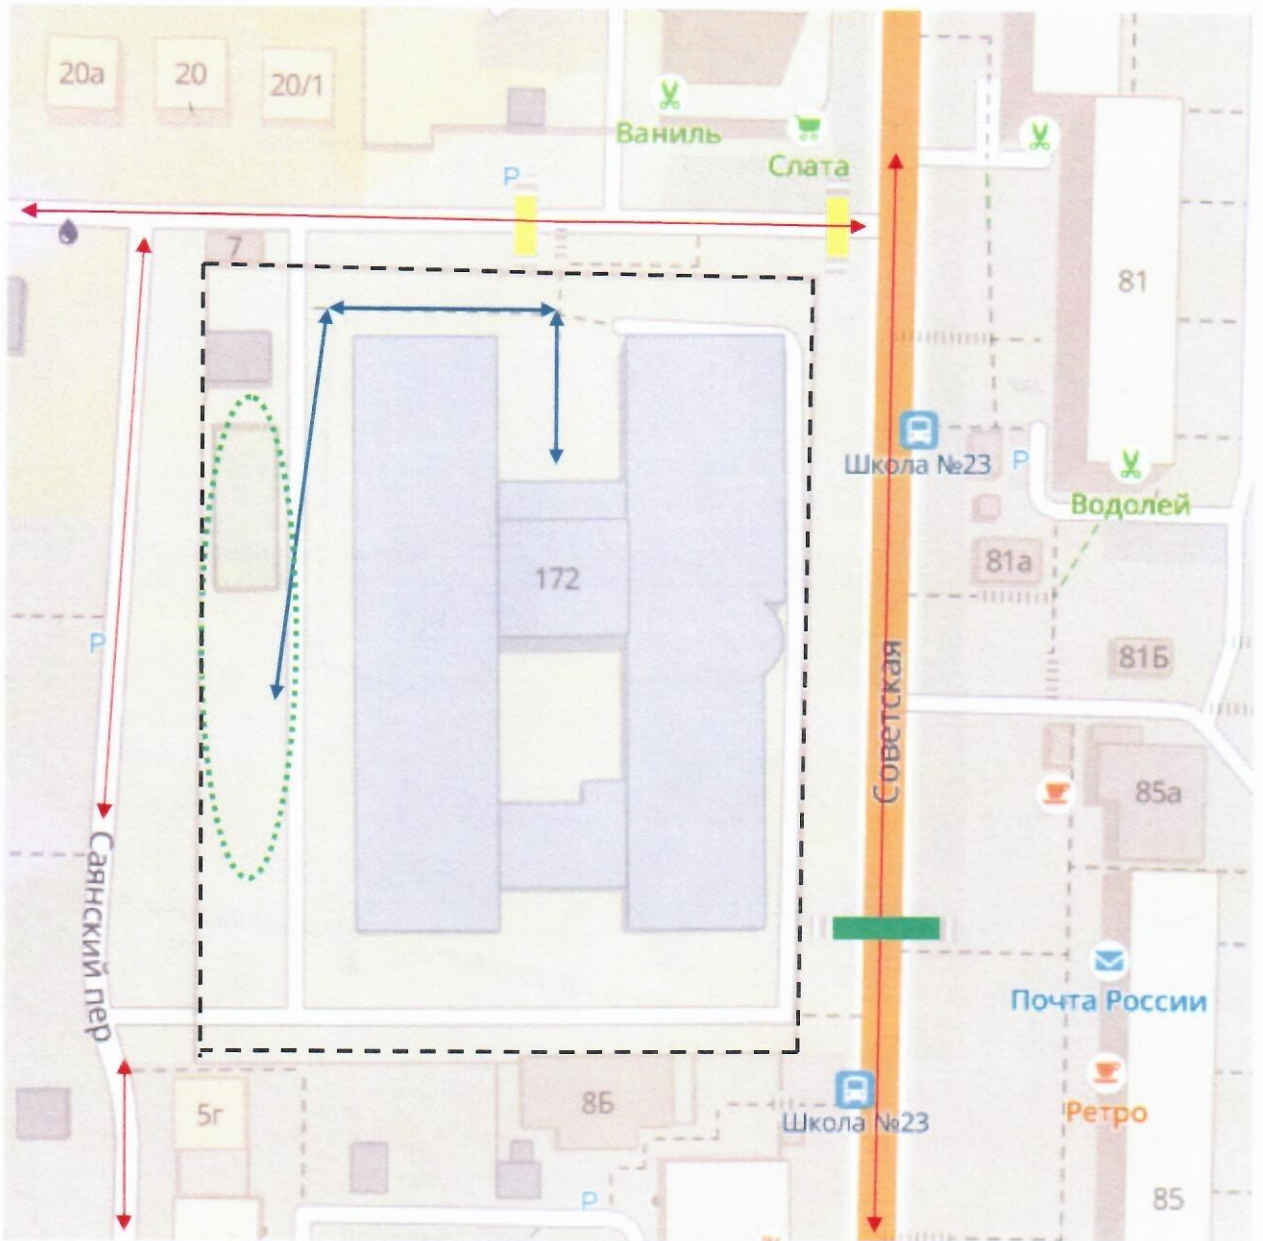 20а
20
20/1
Ваниль
Слата
P
7
81
Школа №23
P
Водолей
172
81а
P
Советская
81Б
85а
Саянский пер
Почта России
5г
8Б
Школа №23
Ретро
P
85